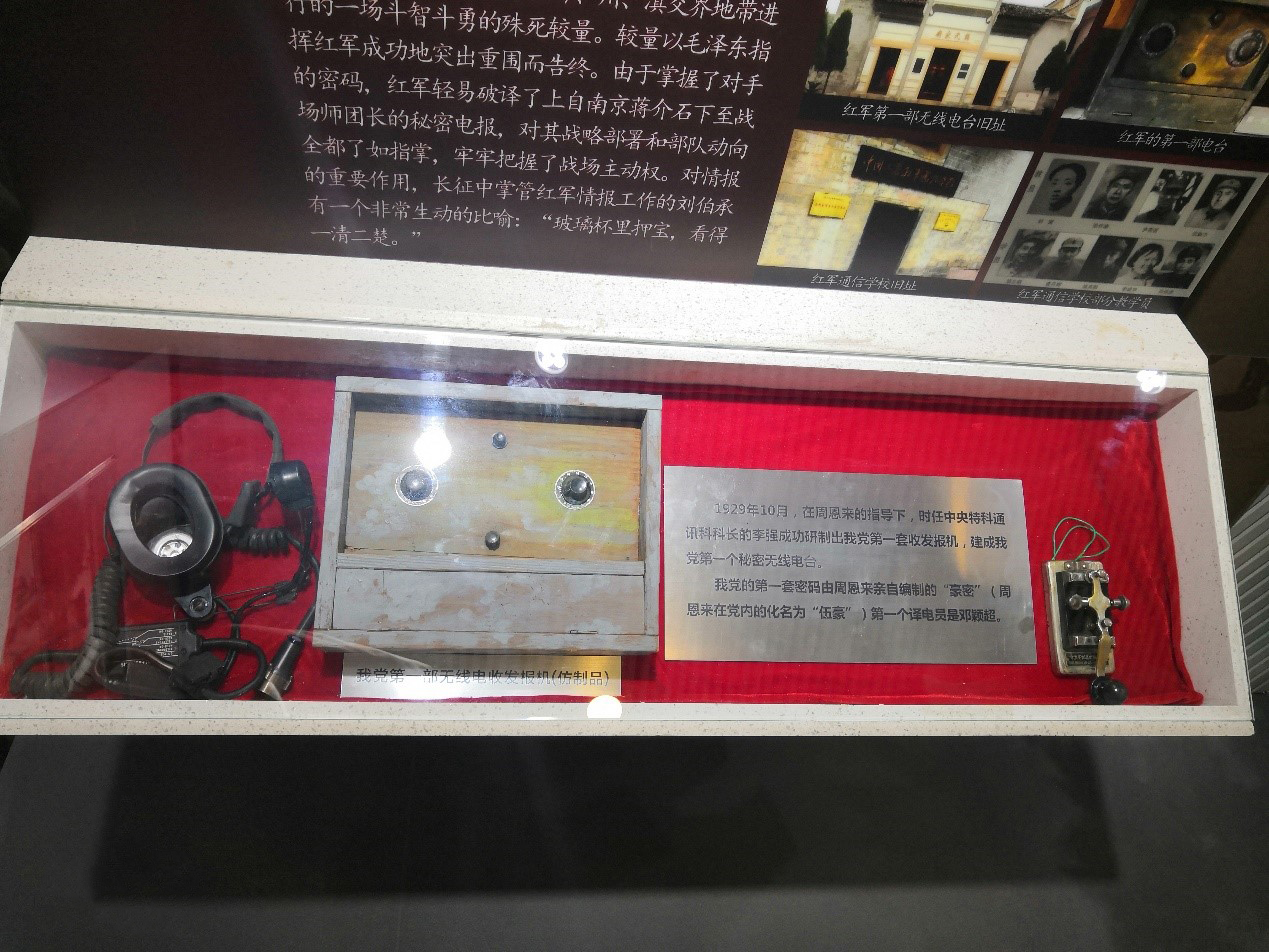 行的一场斗智斗勇的殊死较量。较量以毛泽东指
挥红军成功地突出重围而告终。由于掌握了对手
的密码，红军轻易破译了上自南京蒋介石下至战
场师团长的秘密电报，对其战略部署和部队动向
全都了如指掌，牢牢把握了战场主动权。对情报
的重要作用，长征中掌管红军情报工作的刘伯承
有一个非常生动的比喻：“玻璃杯里押宝，看得
一清二楚。”
红军第一部无线电台旧址
红军的第一部电台
红军通信学校旧址
红军通信学校部分教学员
1929年10月，在周恩来的指导下，时任中央特科通
讯科科长的李强成功研制出我党第一套收发报机，建成我
党第一个秘密无线电台。
我党的第一套密码由周恩来亲自编制的“豪密”（周
恩来在党内的化名为“伍豪”）第一个译电员是邓颖超。
我党第一部无线电收发报机(仿制品)